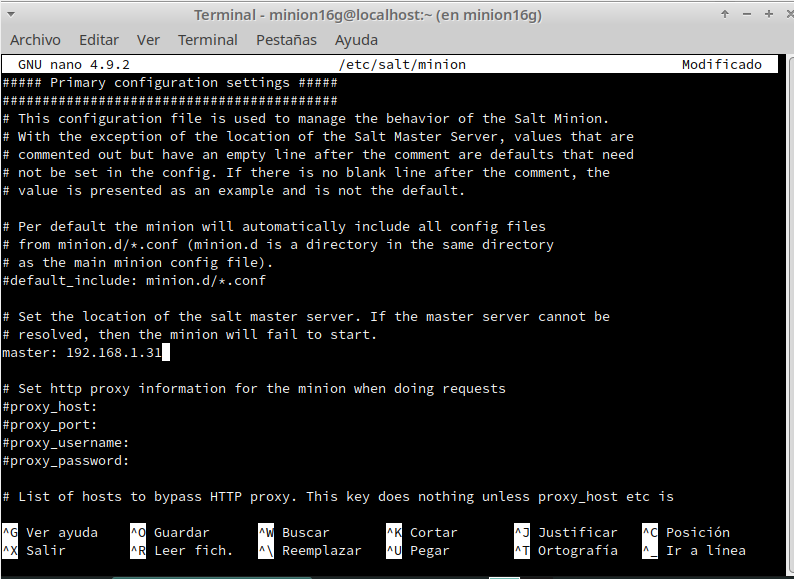 Terminal - minion16g@localhost:~ (en minion16g)
Archivo Editar Ver Terminal Pestañas Ayuda
GNU nano 4.9.2 /etc/salt/minion Modificado
##### Primary configuration settings #####
##########################################
# This configuration file is used to manage the behavior of the Salt Minion.
# With the exception of the location of the Salt Master Server, values that are
# commented out but have an empty line after the comment are defaults that need
# not be set in the config. If there is no blank line after the comment, the
# value is presented as an example and is not the default.
# Per default the minion will automatically include all config files
# from minion.d/*.conf (minion.d is a directory in the same directory
# as the main minion config file).
#default_include: minion.d/*.conf
# Set the location of the salt master server. If the master server cannot be
# resolved, then the minion will fail to start.
master: 192.168.1.31
# Set http proxy information for the minion when doing requests
#proxy_host:
#proxy_port:
#proxy_username:
#proxy_password:
# List of hosts to bypass HTTP proxy. This key does nothing unless proxy_host etc is
^G Ver ayuda ^O Guardar ^W Buscar ^K Cortar ^J Justificar ^C Posición
^X Salir ^R Leer fich. ^\ Reemplazar ^U Pegar ^T Ortografía ^_ Ir a línea